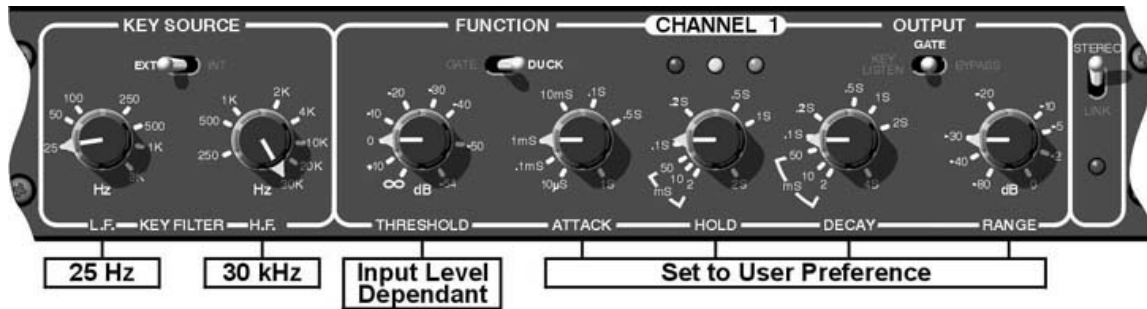 KEY SOURCE
FUNCTION
CHANNEL 1
OUTPUT
EXT
INT
GATE
DUCK
GATE
KEY
LISTEN
BYPASS
STEREO
LINK
25
50
100
250
500
1K
Hz
250
500
1K
2K
4K
10K
20K
30K
Hz
∞
+10
0
-10
-20
-30
-40
-50
-54
dB
10µS
.1mS
1mS
10mS
.1S
.5S
1S
2
10
50
mS
.1S
.2S
.5S
1S
2S
2
10
50
mS
.1S
.2S
.5S
1S
2S
4S
-80
-40
-30
-20
-10
-5
-2
0
dB
L.F.
KEY FILTER
H.F.
THRESHOLD
ATTACK
HOLD
DECAY
RANGE
25 Hz
30 kHz
Input Level
Dependant
Set to User Preference